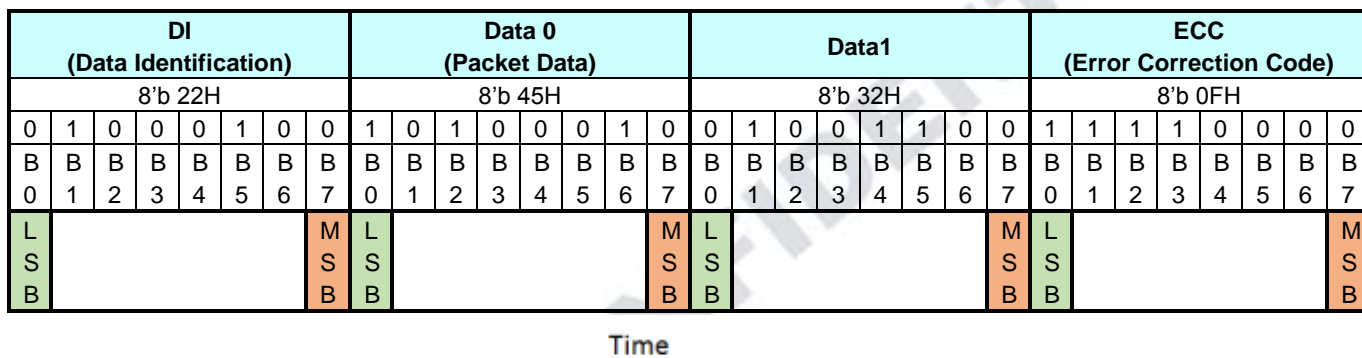 DI
(Data Identification)
Data 0
(Packet Data)
Data1
ECC
(Error Correction Code)
8’b 22H
8’b 45H
8’b 32H
8’b 0FH
0 1 0 0 0 1 0 0 1 0 1 0 0 0 1 0 0 1 0 0 1 1 0 0 1 1 1 1 0 0 0 0
B B B B B B B B B B B B B B B B B B B B B B B B B B B B B B B B
0 1 2 3 4 5 6 7 0 1 2 3 4 5 6 7 0 1 2 3 4 5 6 7 0 1 2 3 4 5 6 7
L M L M L M L M
S S S S S S S S
B B B B B B B B
Time